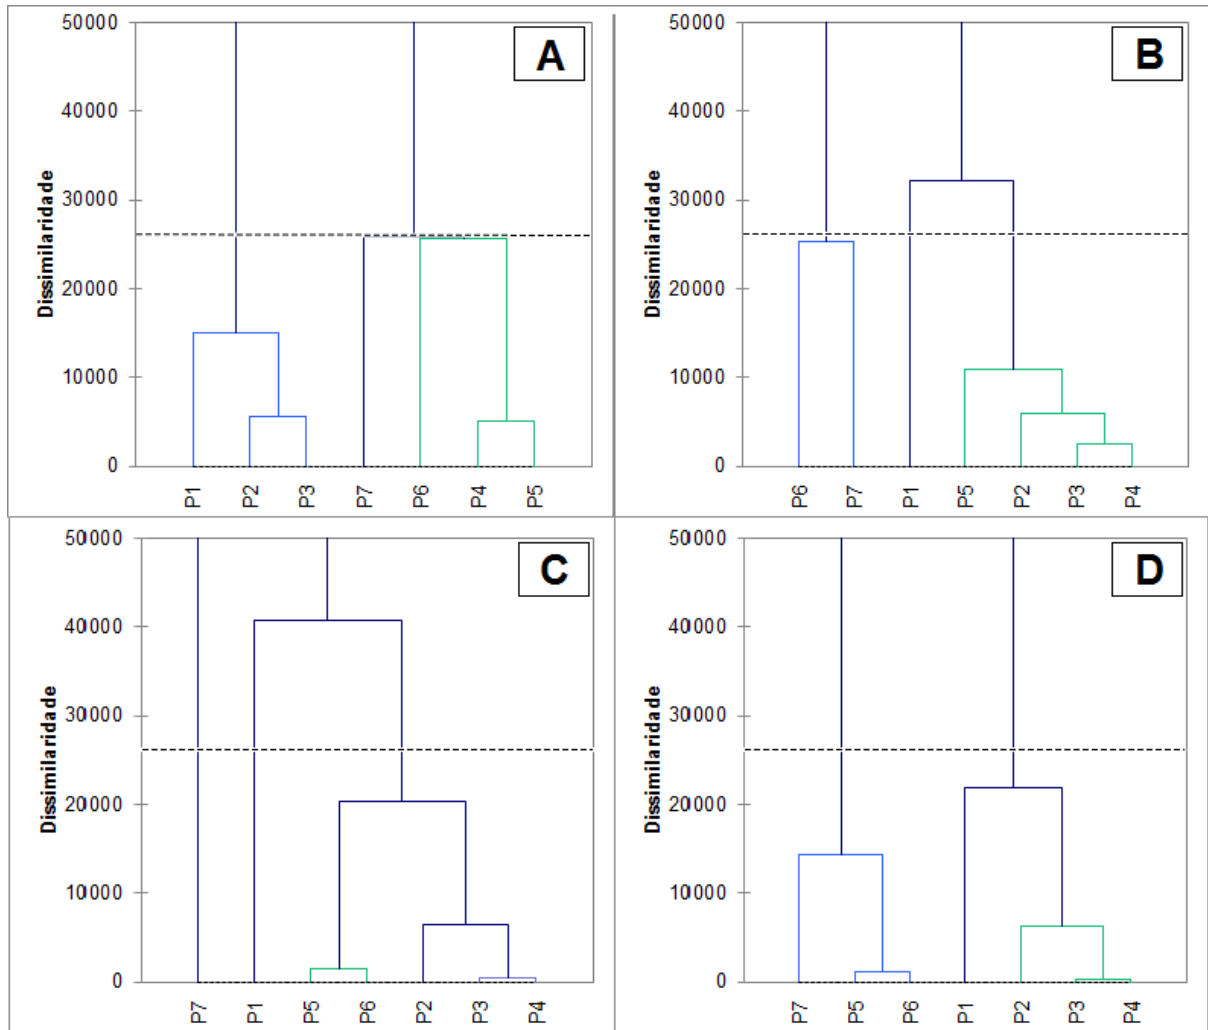 A
Dissimilaridade
50000
40000
30000
20000
10000
0
P1 P2 P3 P7 P6 P4 P5
B
Dissimilaridade
50000
40000
30000
20000
10000
0
P6 P7 P1 P5 P2 P3 P4
C
Dissimilaridade
50000
40000
30000
20000
10000
0
P7 P1 P5 P6 P2 P3 P4
D
Dissimilaridade
50000
40000
30000
20000
10000
0
P7 P5 P6 P1 P2 P3 P4